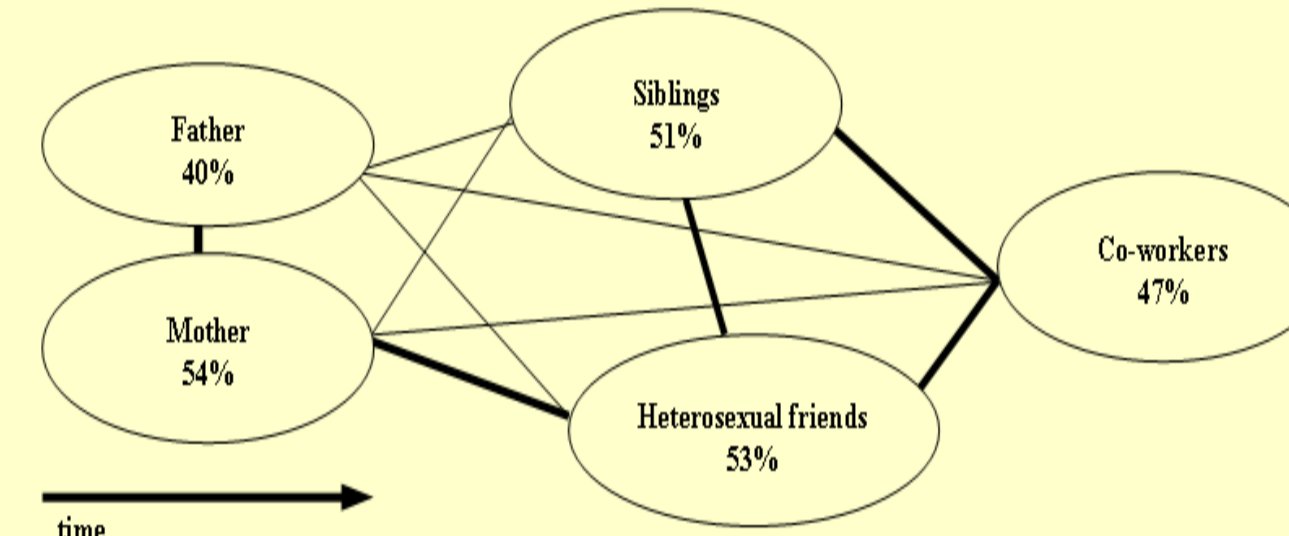 Father
40%
Mother
54%
Siblings
51%
Heterosexual friends
53%
Co-workers
47%
time